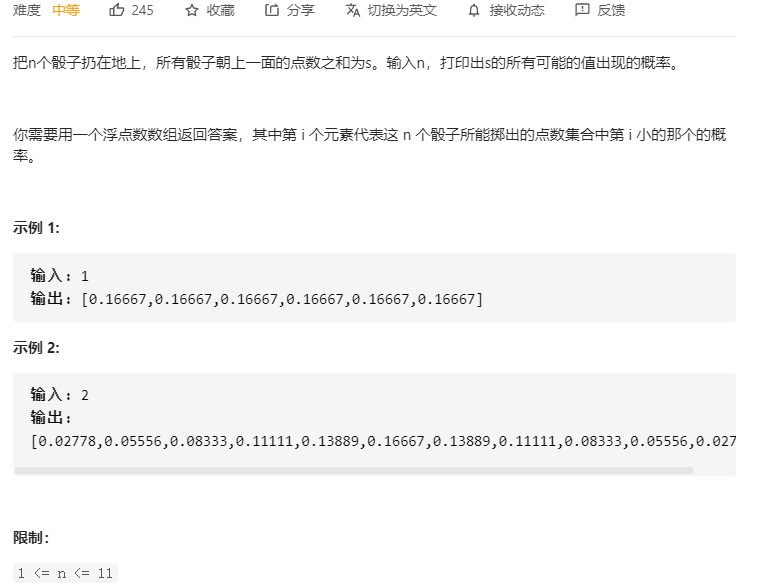 难度 中等 245 收藏 分享 切换为英文 接收动态 反馈
把n个骰子扔在地上，所有骰子朝上一面的点数之和为s。输入n，打印出s的所有可能的值出现的概率。
你需要用一个浮点数数组返回答案，其中第 i 个元素代表这 n 个骰子所能掷出的点数集合中第 i 小的那个的概
率。
示例 1:
输入: 1
输出: [0.16667,0.16667,0.16667,0.16667,0.16667,0.16667]
示例 2:
输入: 2
输出:
[0.02778,0.05556,0.08333,0.11111,0.13889,0.16667,0.13889,0.11111,0.08333,0.05556,0.027
限制：
1 <= n <= 11